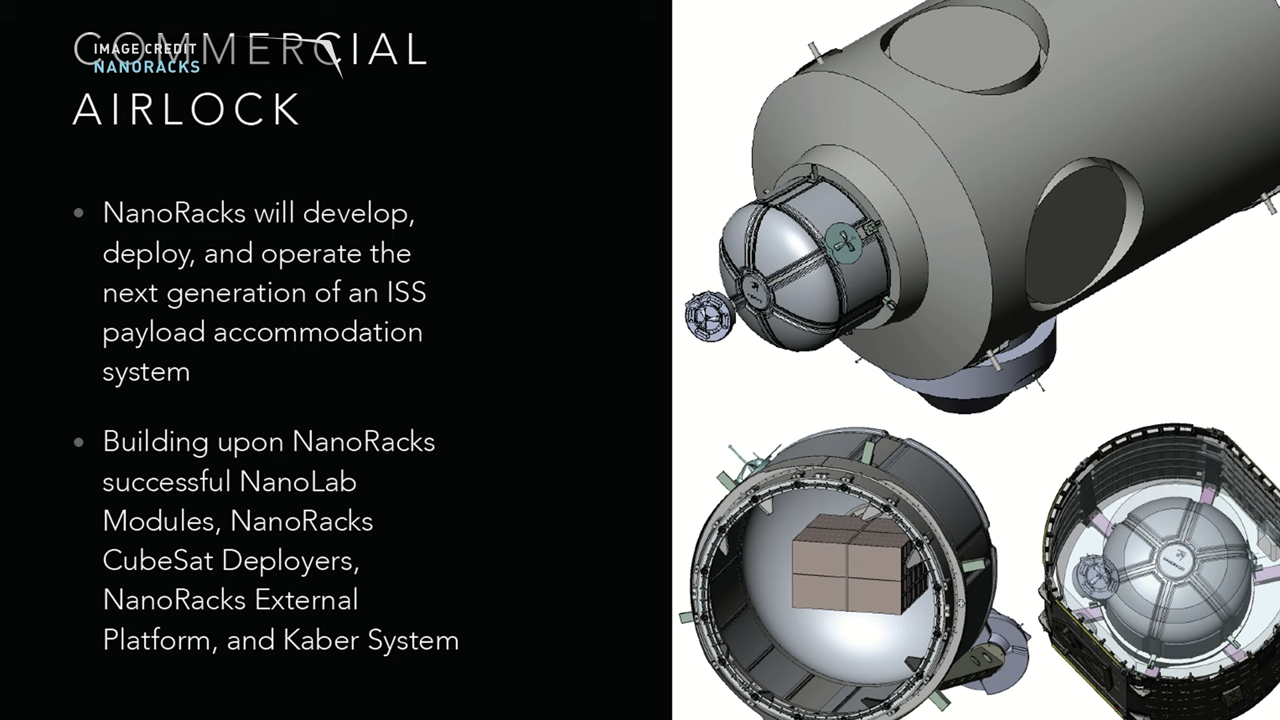 COMMERCIAL
IMAGE CREDIT
NANORACKS
AIRLOCK
• NanoRacks will develop,
deploy, and operate the
next generation of an ISS
payload accommodation
system
• Building upon NanoRacks
successful NanoLab
Modules, NanoRacks
CubeSat Deployers,
NanoRacks External
Platform, and Kaber System